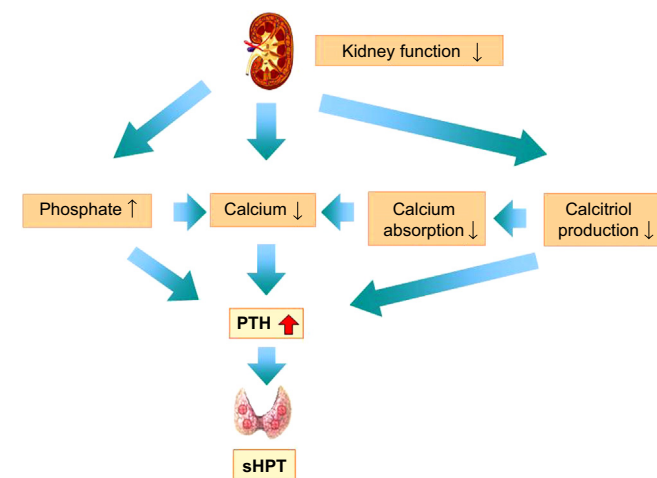 Kidney function ↓
Phosphate ↑
Calcium ↓
Calcium
absorption ↓
Calcitriol
production ↓
PTH
sHPT